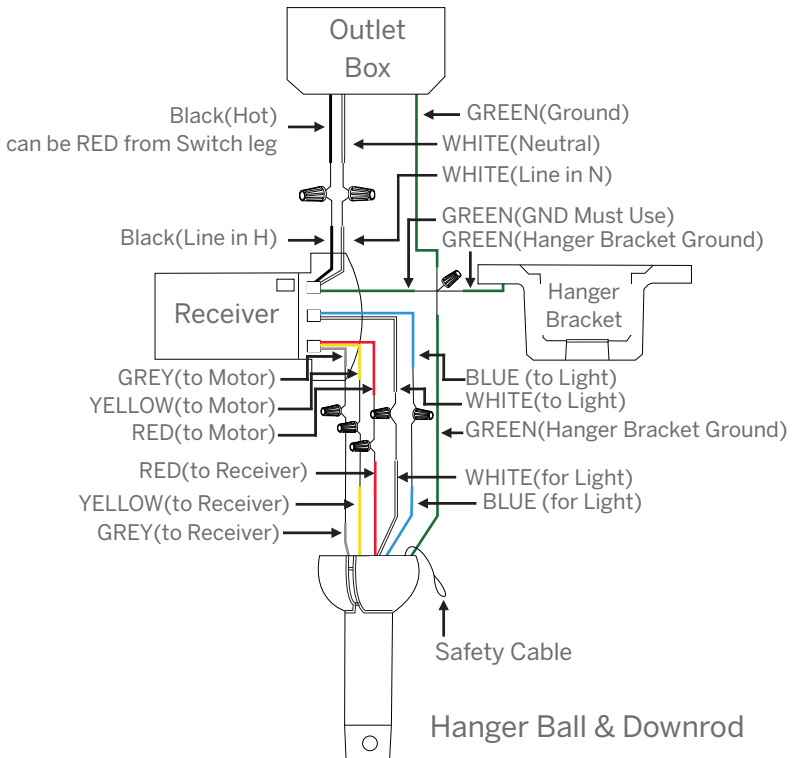 Outlet
Box
Black(Hot)
can be RED from Switch leg
GREEN(Ground)
WHITE(Neutral)
WHITE(Line in N)
GREEN(GND Must Use)
Black(Line in H)
GREEN(Hanger Bracket Ground)
Receiver
Hanger
Bracket
GREY(to Motor)
BLUE (to Light)
YELLOW(to Motor)
WHITE(to Light)
RED(to Motor)
GREEN(Hanger Bracket Ground)
RED(to Receiver)
WHITE(for Light)
YELLOW(to Receiver)
BLUE (for Light)
GREY(to Receiver)
Safety Cable
Hanger Ball & Downrod